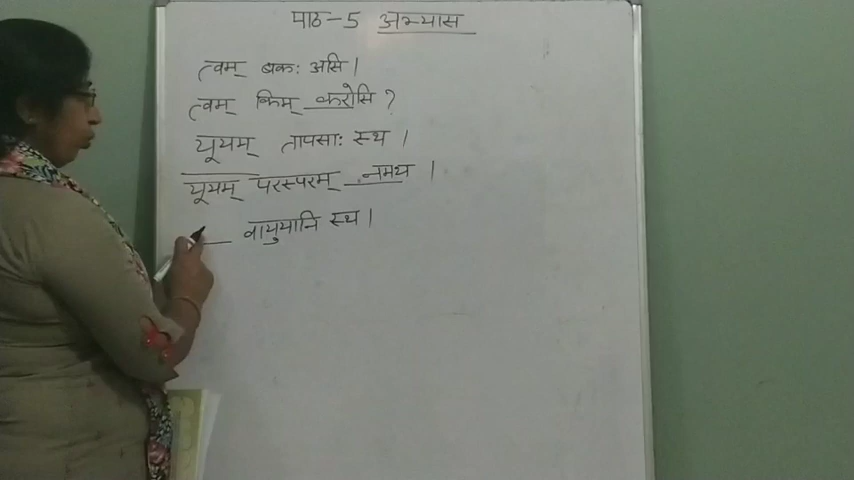 पाठ-5 अभ्यास
त्वम् बकः असि ।
त्वम् किम् करोसि ?
यूयम् तापसाः स्थ ।
यूयम् परस्परम् नमथ ।
वायुयानि स्थ ।